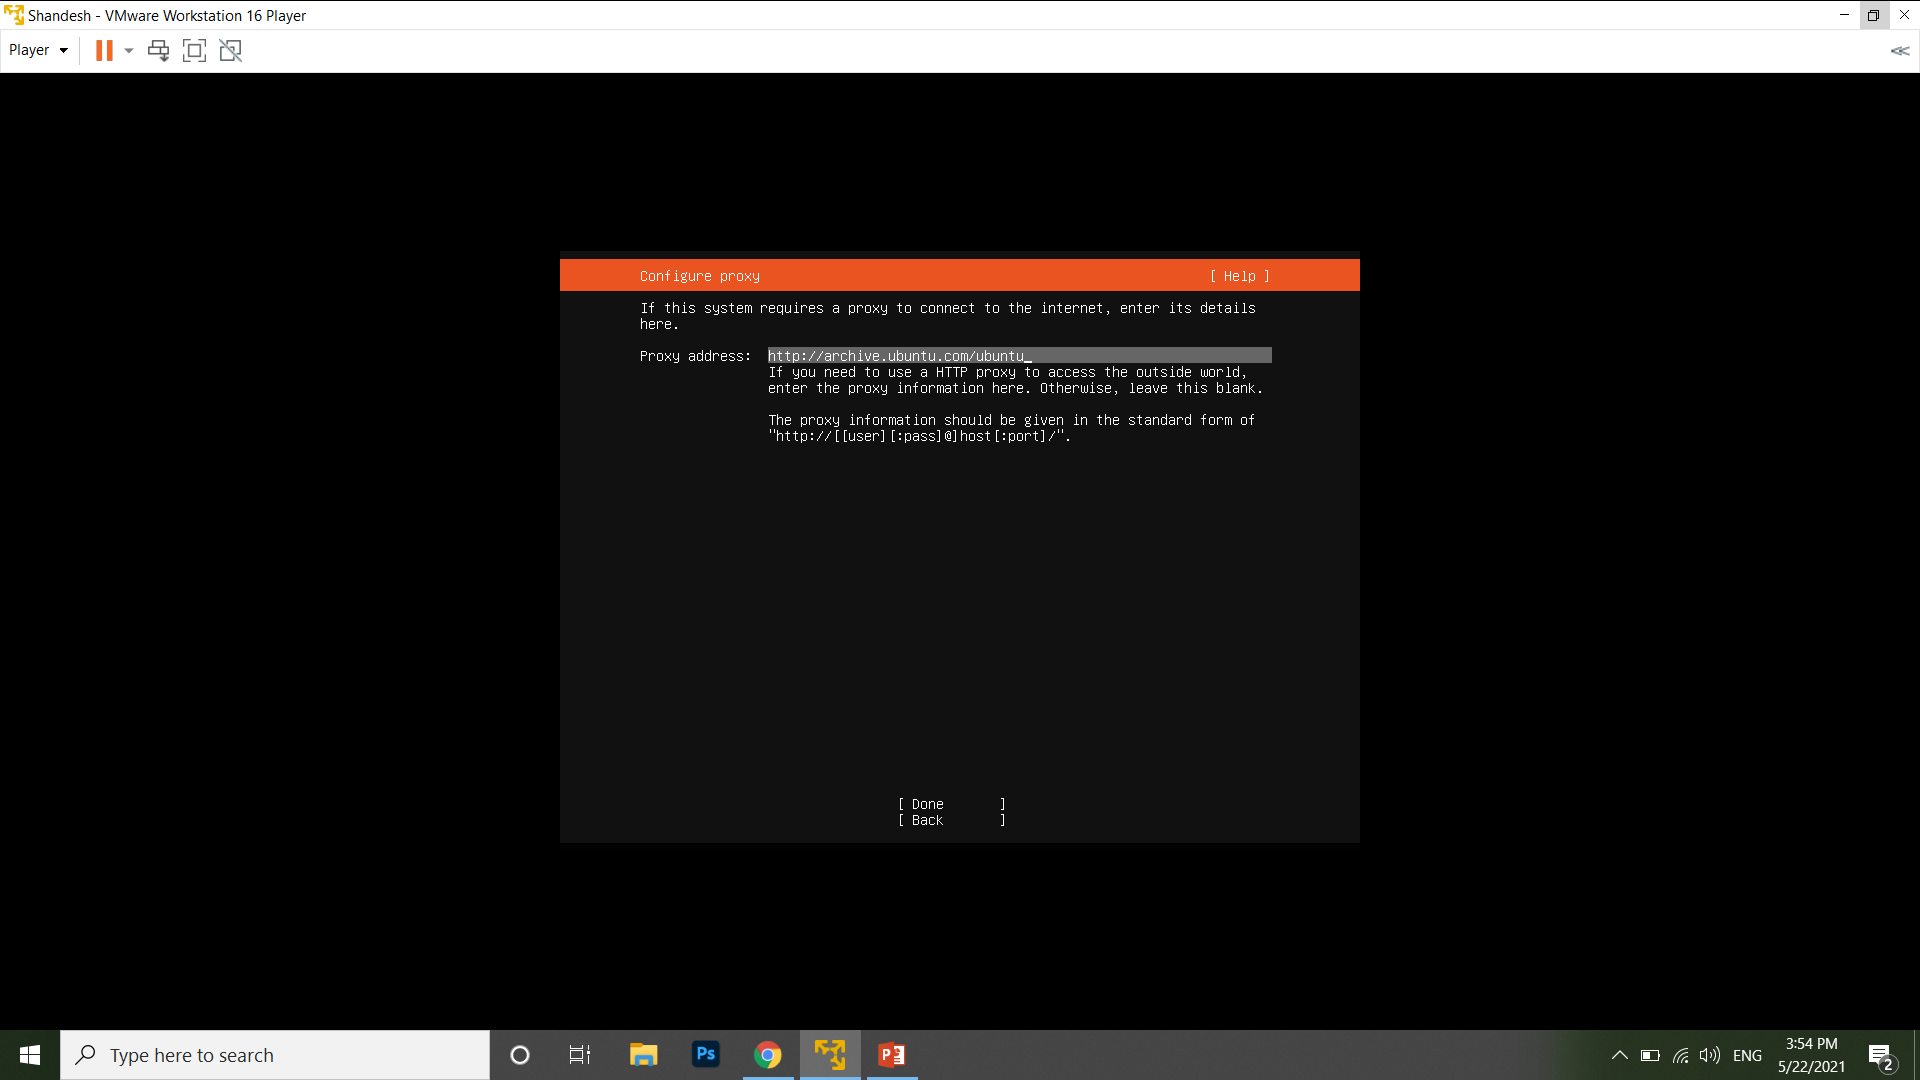 Shandesh - VMware Workstation 16 Player
Player
Configure proxy [ Help ]
If this system requires a proxy to connect to the internet, enter its details
here.
Proxy address: http://archive.ubuntu.com/ubuntu_
If you need to use a HTTP proxy to access the outside world,
enter the proxy information here. Otherwise, leave this blank.
The proxy information should be given in the standard form of
"http://[[user][:pass]@]host[:port]/".
[ Done ]
[ Back ]
Type here to search
Ps
P
ENG
3:54 PM
5/22/2021
2